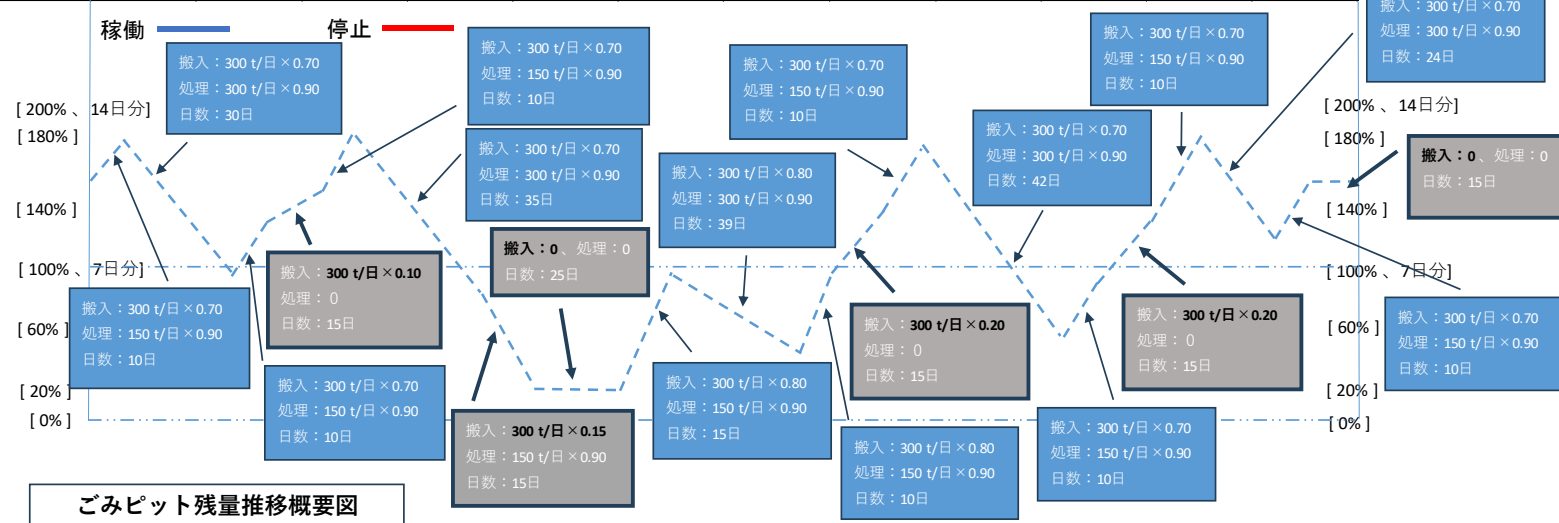 稼働
停止
搬入：300 t/日×0.70
処理：300 t/日×0.90
日数：30日
搬入：300 t/日×0.70
処理：150 t/日×0.90
日数：10日
搬入：300 t/日×0.70
処理：300 t/日×0.90
日数：35日
搬入：300 t/日×0.70
処理：150 t/日×0.90
日数：10日
搬入：300 t/日×0.70
処理：150 t/日×0.90
日数：10日
搬入：300 t/日×0.70
処理：300 t/日×0.90
日数：24日
[ 200% 、14日分]
[ 180% ]
[ 140% ]
[ 100% 、7日分]
[ 60% ]
[ 20% ]
[ 0% ]
搬入：300 t/日×0.80
処理：300 t/日×0.90
日数：39日
搬入：300 t/日×0.70
処理：300 t/日×0.90
日数：42日
[ 200% 、14日分]
[ 180% ]
[ 140% ]
[ 100% 、7日分]
[ 60% ]
[ 20% ]
[ 0% ]
搬入：0、処理：0
日数：15日
搬入：300 t/日×0.70
処理：150 t/日×0.90
日数：10日
搬入：300 t/日×0.10
処理：0
日数：15日
搬入：0、処理：0
日数：25日
搬入：300 t/日×0.70
処理：150 t/日×0.90
日数：10日
搬入：300 t/日×0.15
処理：150 t/日×0.90
日数：15日
搬入：300 t/日×0.80
処理：150 t/日×0.90
日数：15日
搬入：300 t/日×0.20
処理：0
日数：15日
搬入：300 t/日×0.80
処理：150 t/日×0.90
日数：10日
搬入：300 t/日×0.20
処理：0
日数：15日
搬入：300 t/日×0.70
処理：150 t/日×0.90
日数：10日
搬入：300 t/日×0.70
処理：150 t/日×0.90
日数：10日
ごみピット残量推移概要図